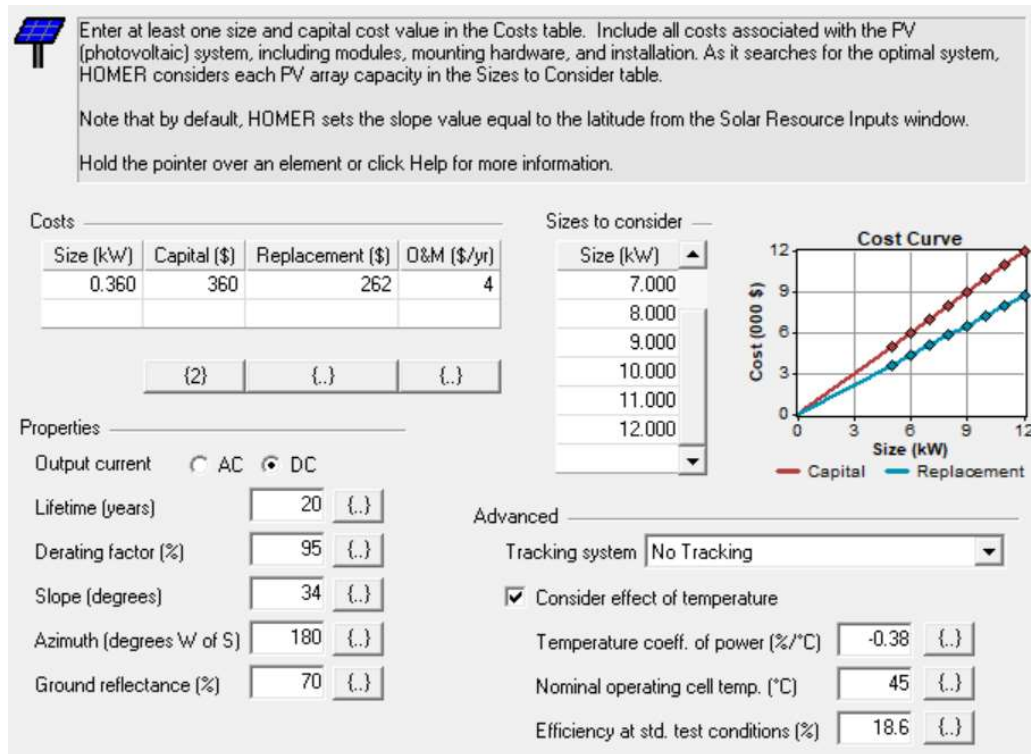 Enter at least one size and capital cost value in the Costs table. Include all costs associated with the PV
(photovoltaic) system, including modules, mounting hardware, and installation. As it searches for the optimal system,
HOMER considers each PV array capacity in the Sizes to Consider table.
Note that by default, HOMER sets the slope value equal to the latitude from the Solar Resource Inputs window.
Hold the pointer over an element or click Help for more information.
Costs
Size (kW) Capital ($) Replacement ($) O&M ($/yr)
0.360 360 262 4
{2} {..} {..}
Sizes to consider
Size (kW)
7.000
8.000
9.000
10.000
11.000
12.000
Cost Curve
Cost (000 $)
12
9
6
3
0
0 3 6 9 12
Size (kW)
Capital Replacement
Properties
Output current AC DC
Lifetime (years) 20 {..}
Derating factor (%) 95 {..}
Slope (degrees) 34 {..}
Azimuth (degrees W of S) 180 {..}
Ground reflectance (%) 70 {..}
Advanced
Tracking system No Tracking
Consider effect of temperature
Temperature coeff. of power (%/°C) -0.38 {..}
Nominal operating cell temp. (°C) 45 {..}
Efficiency at std. test conditions (%) 18.6 {..}